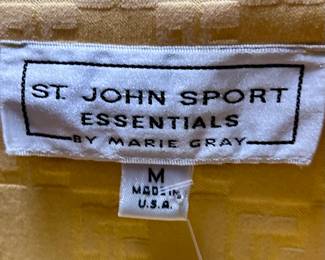 ST. JOHN SPORT
ESSENTIALS
BY MARIE GRAY
M
MADE IN
U.S.A.